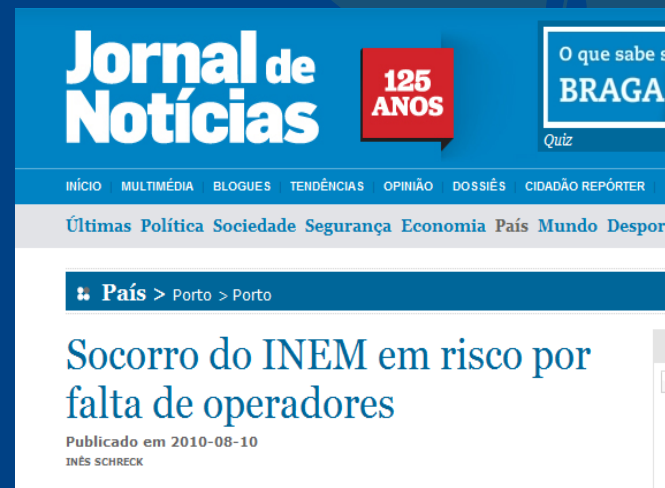 Jornal de
Notícias
125
ANOS
O que sabe
BRAGA
Quiz
INÍCIO MULTIMÉDIA BLOGUES TENDÊNCIAS OPINIÃO DOSSIÊS CIDADÃO REPÓRTER
Últimas Política Sociedade Segurança Economia País Mundo Despor
País > Porto > Porto
Socorro do INEM em risco por
falta de operadores
Publicado em 2010-08-10
INÊS SCHRECK